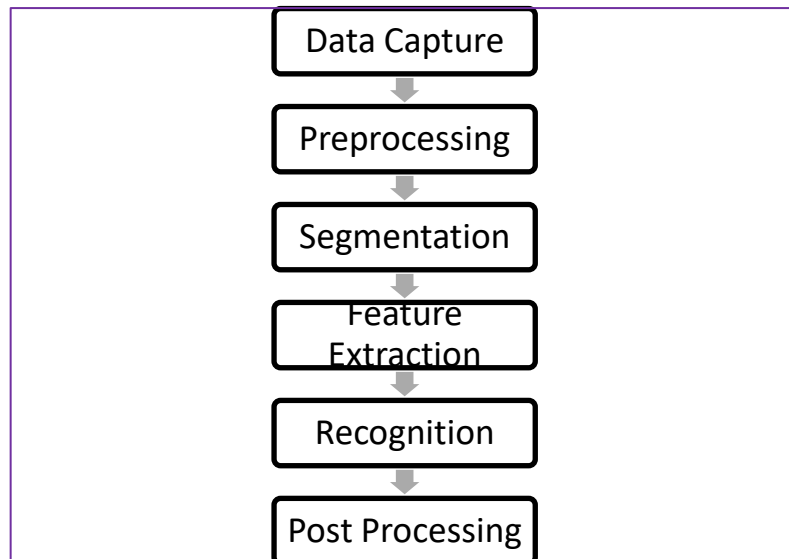 Data Capture
Preprocessing
Segmentation
Feature
Extraction
Recognition
Post Processing